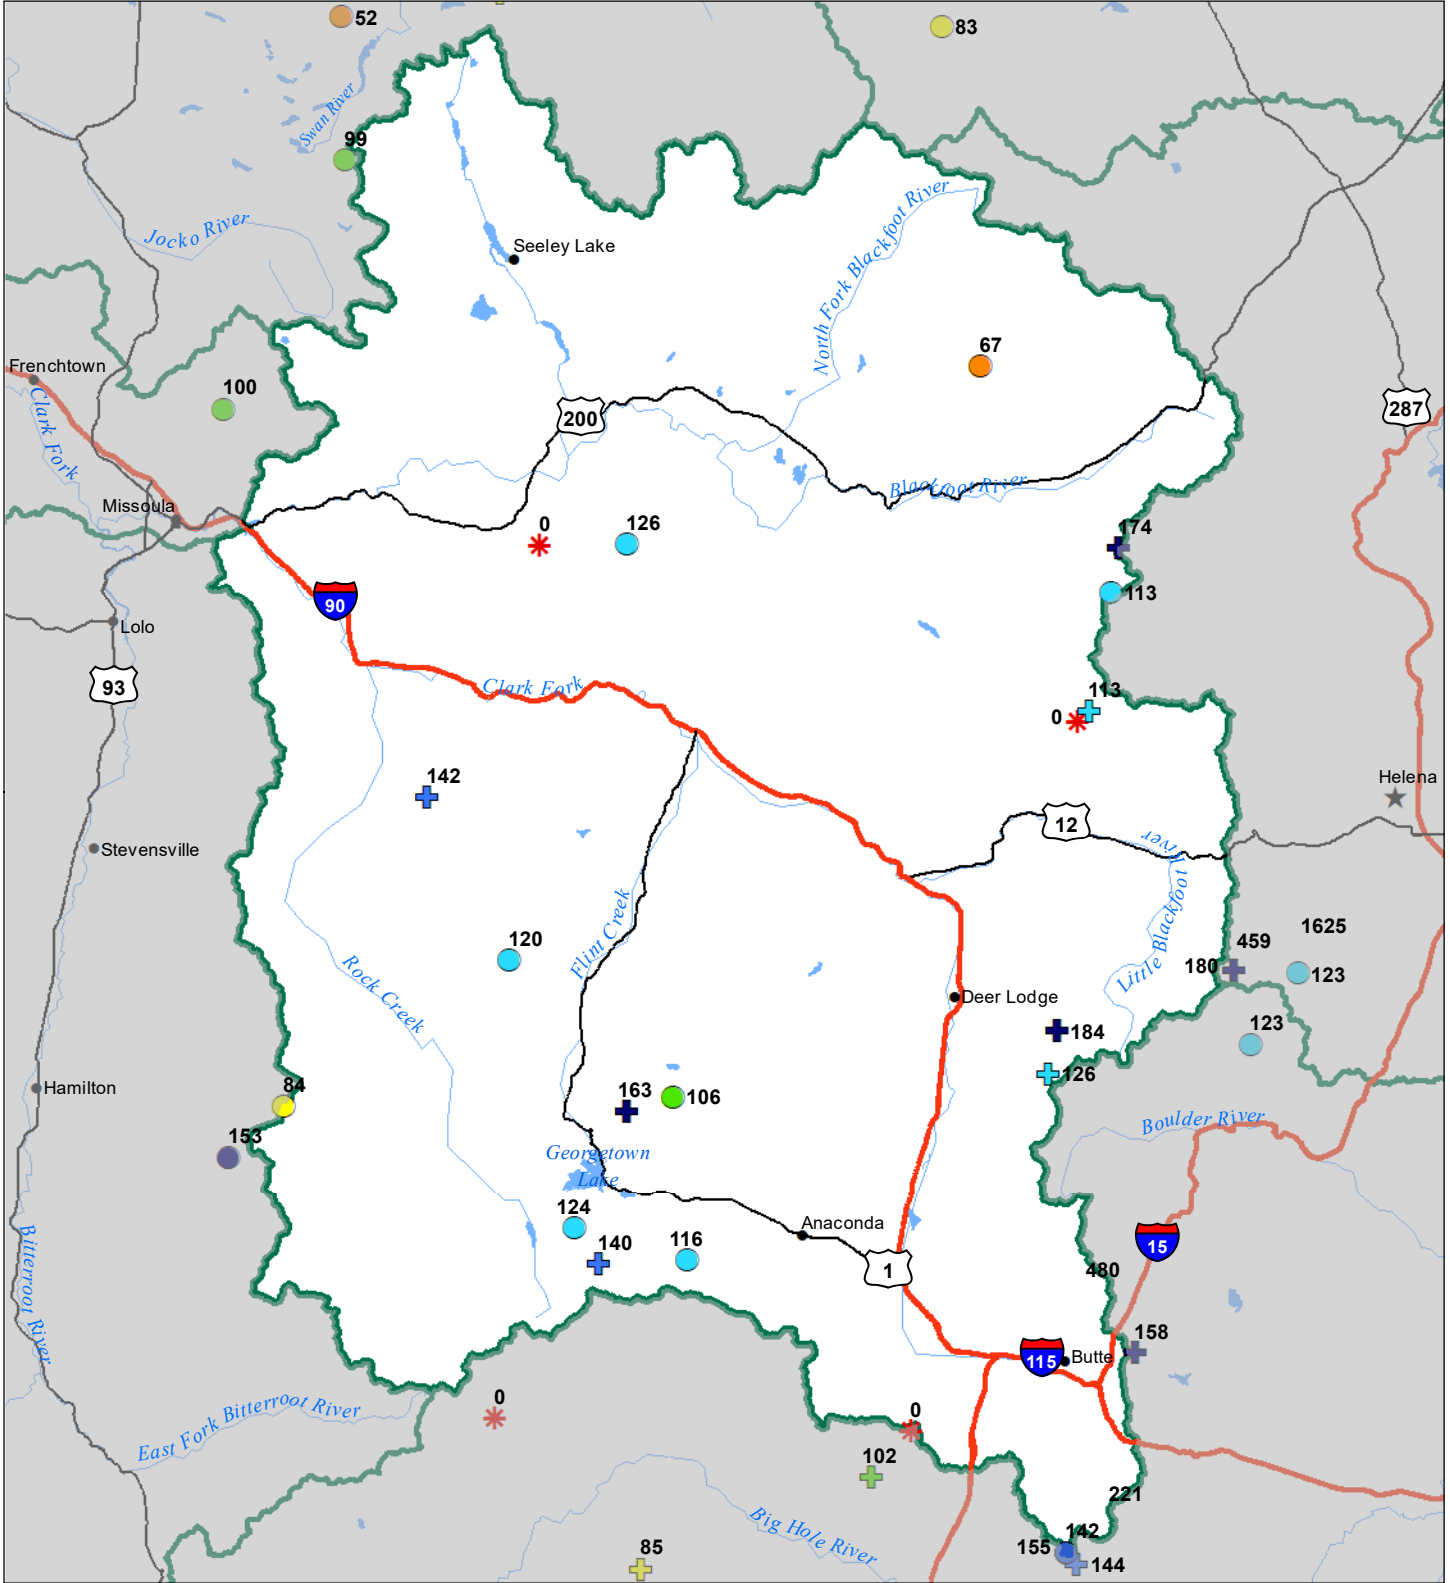 52
83
Swan River
99
Jocko River
Seeley Lake
North Fork Blackfoot River
67
Frenchtown
100
Clark Fork
200
287
Missoula
Blackfoot River
0
126
174
113
90
Lolo
93
Clark Fork
113
0
142
12
Helena
Stevensville
Little Blackfoot River
Flint Creek
120
459
1625
180
123
Rock Creek
Deer Lodge
184
123
Hamilton
84
163
106
126
153
Boulder River
Georgetown
Lake
124
Anaconda
140
116
1
15
480
Bitterroot River
158
115
Butte
East Fork Bitterroot River
0
0
102
221
Big Hole River
142
155
144
85